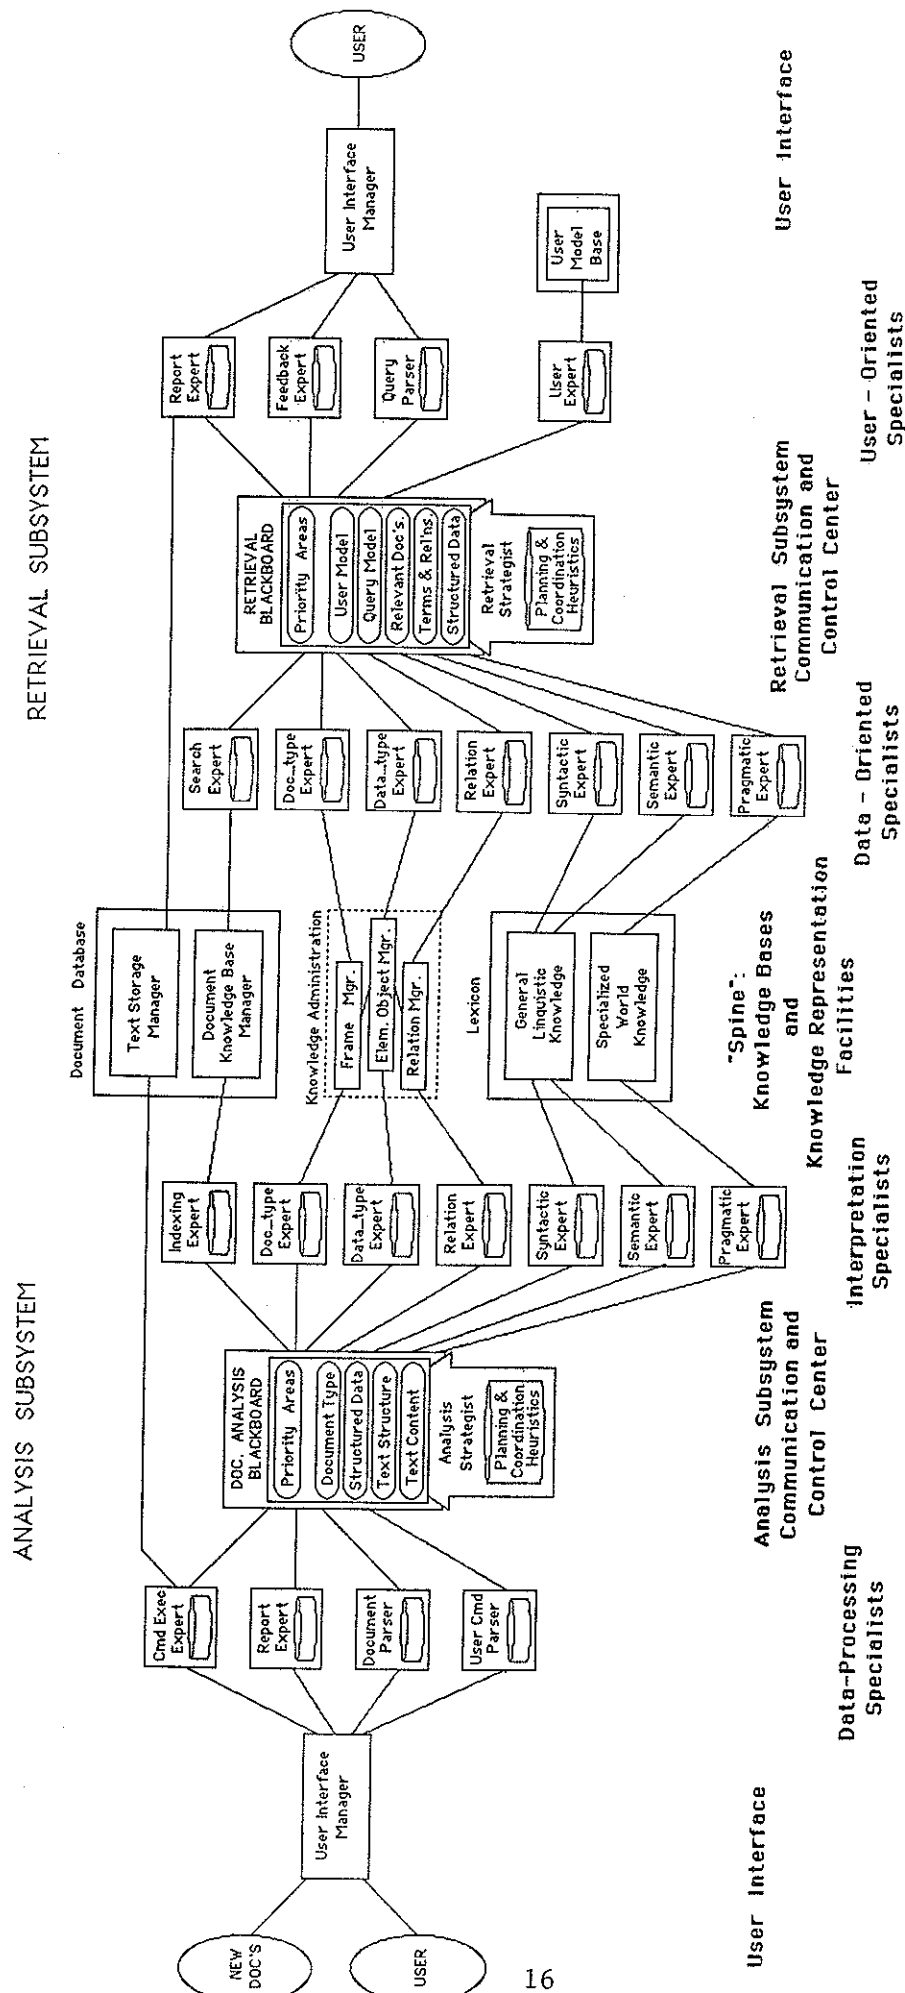 ANALYSIS SUBSYSTEM
RETRIEVAL SUBSYSTEM
NEW
DOC'S
USER
User Interface
Manager
Cmd Exec
Expert
Report
Expert
Document
Parser
User Cmd
Parser
DOC. ANALYSIS
BLACKBOARD
Priority Areas
Document Type
Structured Data
Text Structure
Text Content
Analysis
Strategist
Planning &
Coordination
Heuristics
Indexing
Expert
Doc_type
Expert
Data_type
Expert
Relation
Expert
Syntactic
Expert
Semantic
Expert
Pragmatic
Expert
Document Database
Text Storage
Manager
Document
Knowledge Base
Manager
Knowledge Administration
Frame Mgr.
Elem. Object Mgr.
Relation Mgr.
Lexicon
General
Linguistic
Knowledge
Specialized
World
Knowledge
Search
Expert
Doc_type
Expert
Data_type
Expert
Relation
Expert
Syntactic
Expert
Semantic
Expert
Pragmatic
Expert
RETRIEVAL
BLACKBOARD
Priority Areas
User Model
Query Model
Relevant Doc's.
Terms & Rel'ns.
Structured Data
Retrieval
Strategist
Planning &
Coordination
Heuristics
Report
Expert
Feedback
Expert
Query
Parser
User
Expert
User Interface
Manager
User
Model
Base
USER
User Interface
Data-Processing
Specialists
Analysis Subsystem
Communication and
Control Center
Interpretation
Specialists
"Spine":
Knowledge Bases
and
Knowledge Representation
Facilities
Data - Oriented
Specialists
Retrieval Subsystem
Communication and
Control Center
User - Oriented
Specialists
User Interface
16